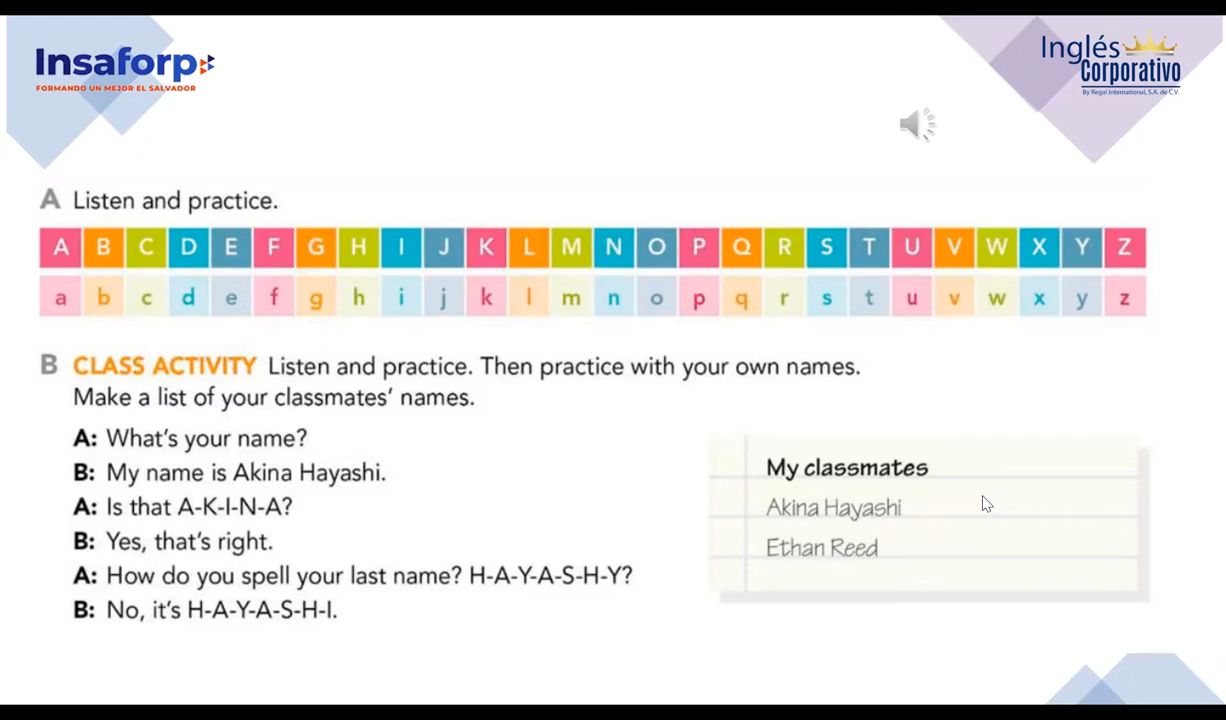 Insaforp
FORMANDO UN MEJOR EL SALVADOR
Inglés
Corporativo
By Regal International, S.A. de C.V.
A Listen and practice.
A B C D E F G H I J K L M N O P Q R S T U V W X Y Z
a b c d e f g h i j k l m n o p q r s t u v w x y z
B CLASS ACTIVITY Listen and practice. Then practice with your own names.
Make a list of your classmates' names.
A: What's your name?
B: My name is Akina Hayashi.
A: Is that A-K-I-N-A?
B: Yes, that's right.
A: How do you spell your last name? H-A-Y-A-S-H-Y?
B: No, it's H-A-Y-A-S-H-I.
My classmates
Akina Hayashi
Ethan Reed